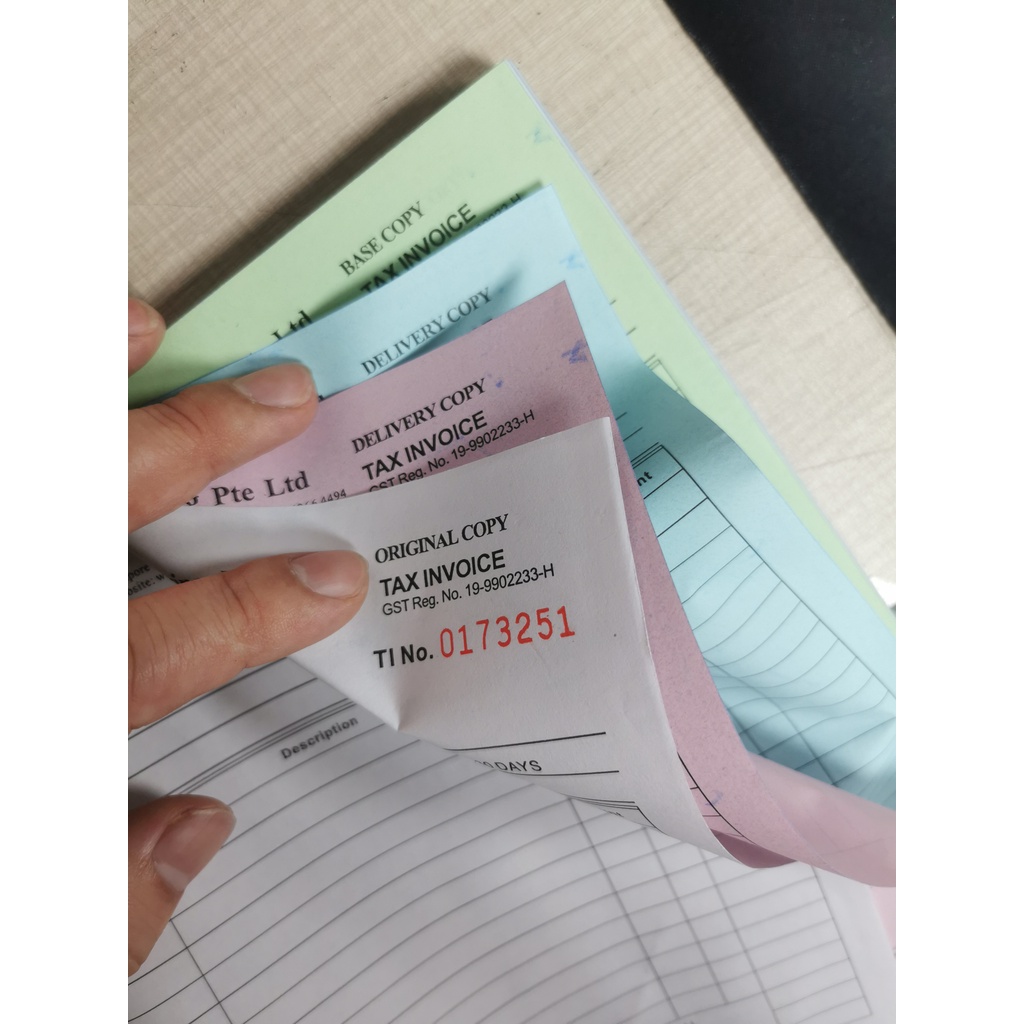 BASE COPY
TAX INVOICE
Ltd
DELIVERY COPY
DELIVERY COPY
TAX INVOICE
GST Reg. No. 19-9902233-H
Pte Ltd
4494
ORIGINAL COPY
TAX INVOICE
GST Reg. No. 19-9902233-H
TI No. 0173251
DAYS
Description